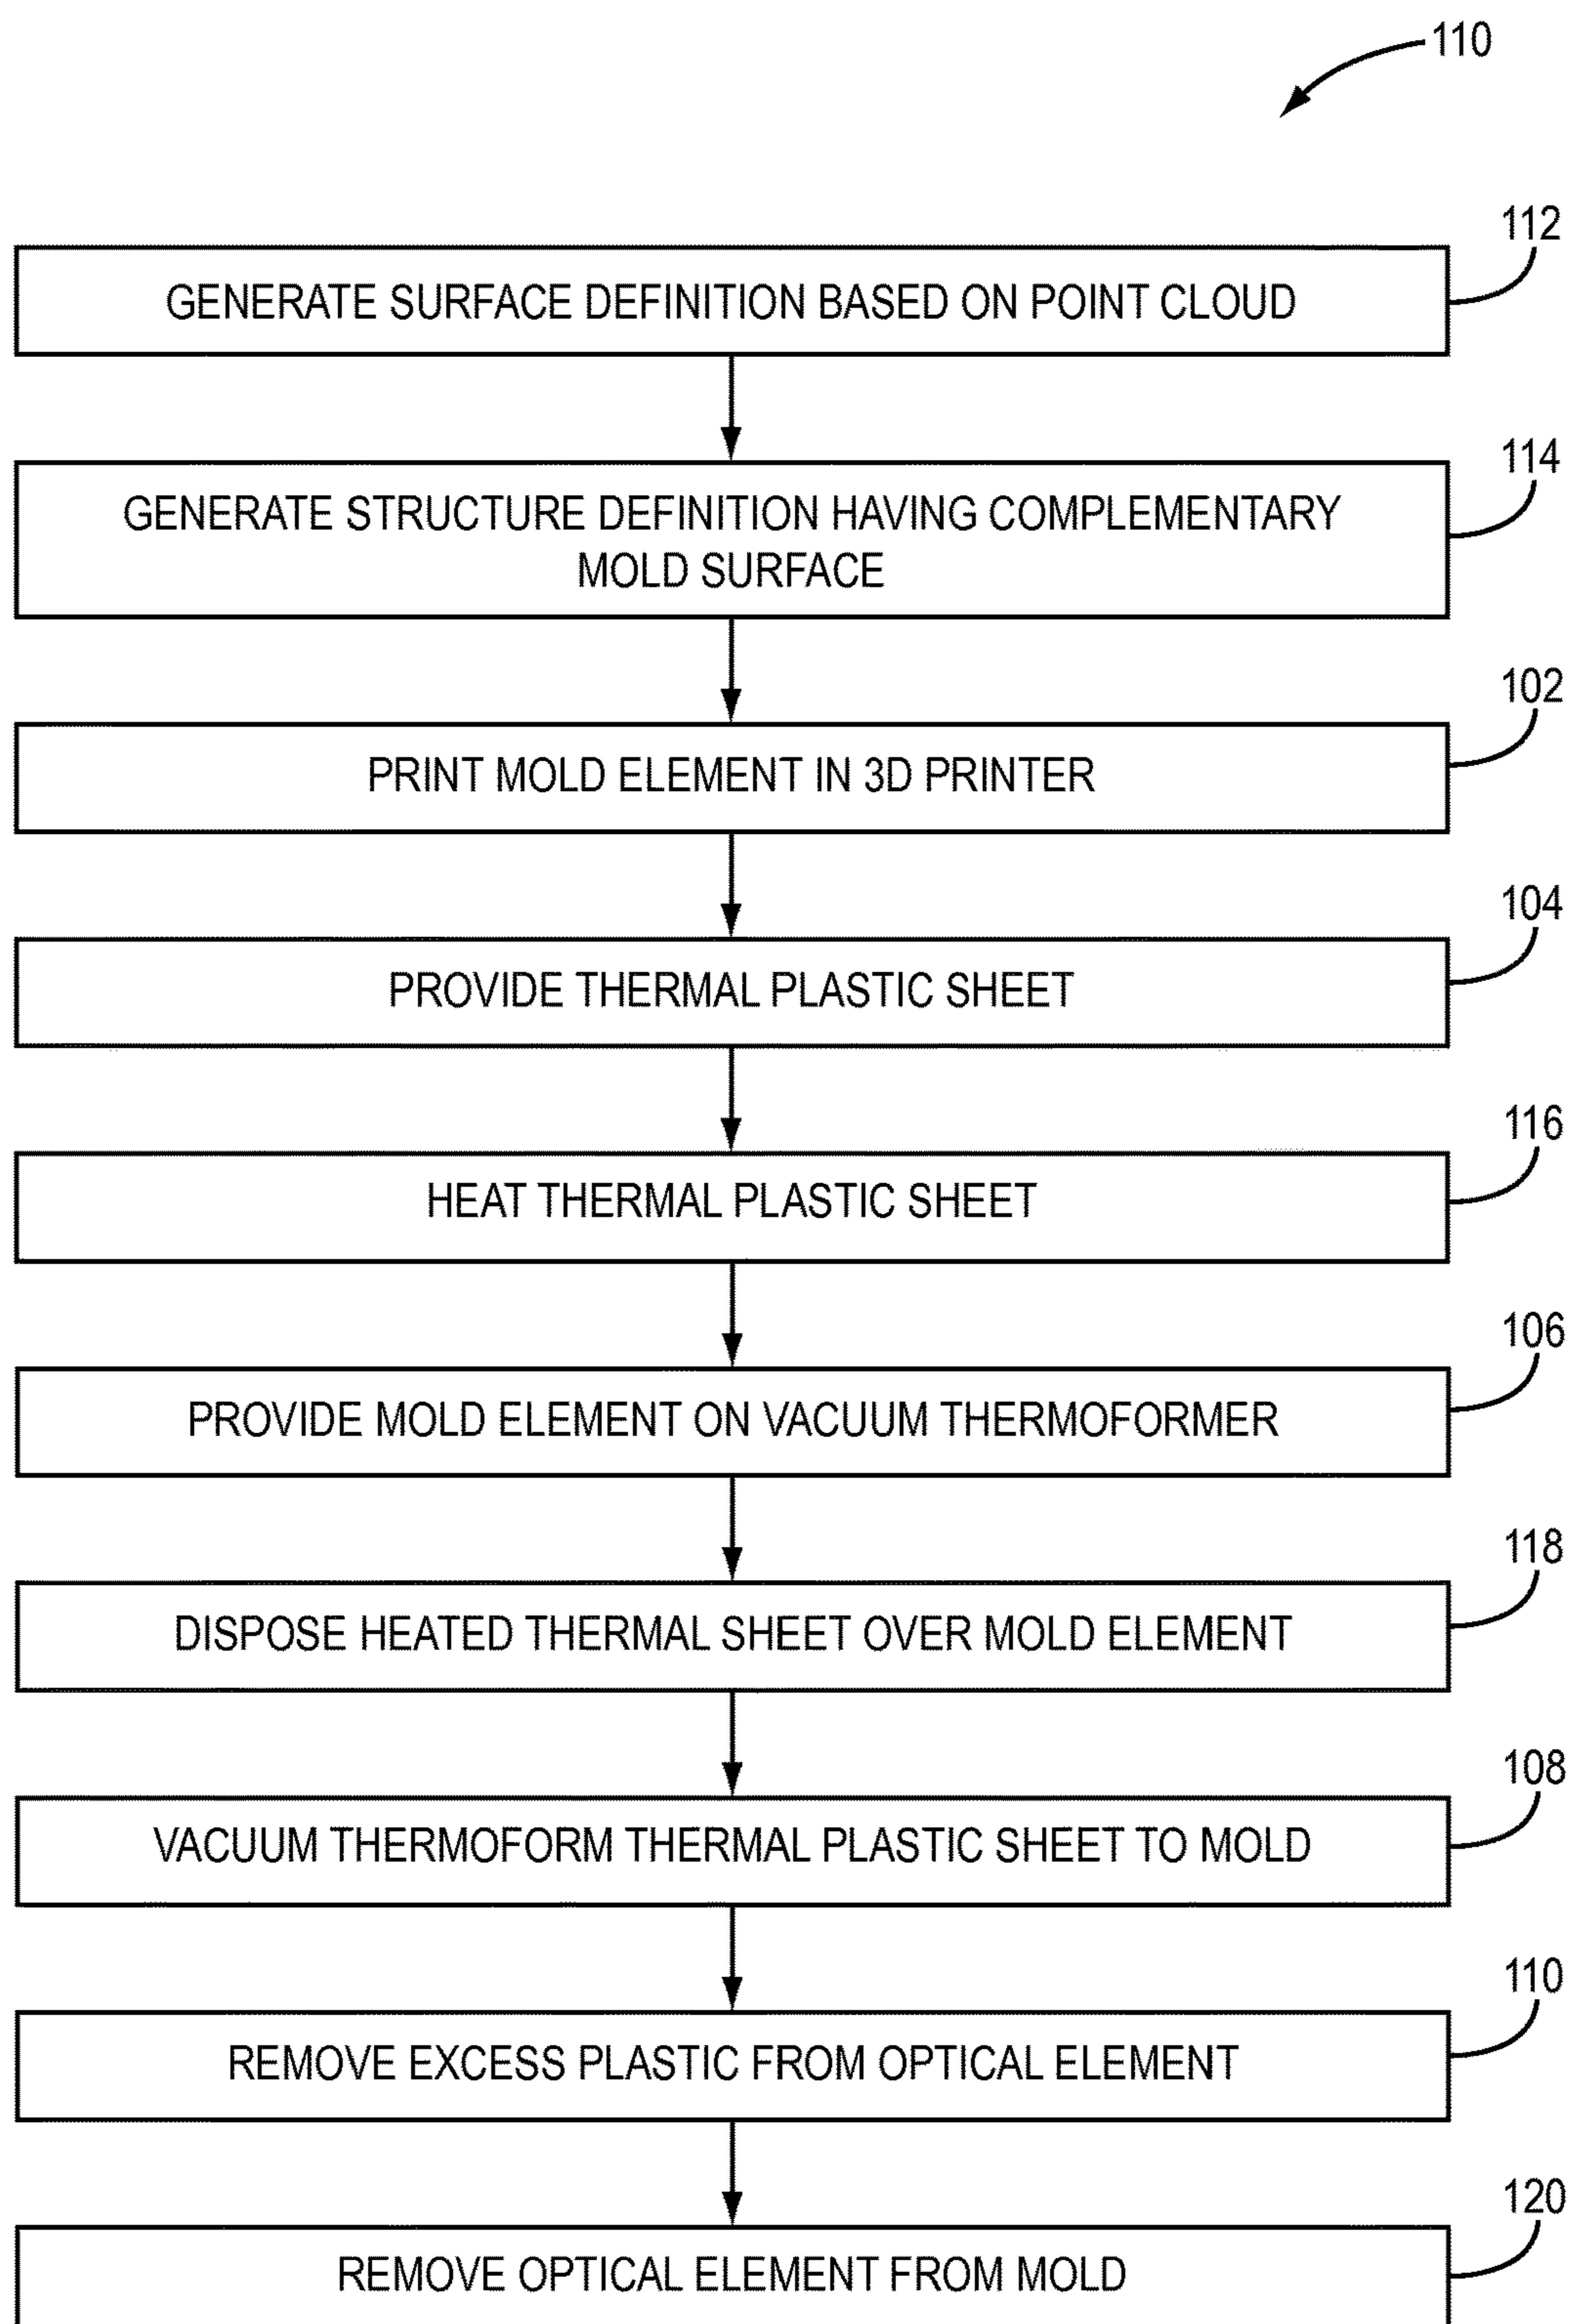 110
112
GENERATE SURFACE DEFINITION BASED ON POINT CLOUD
114
GENERATE STRUCTURE DEFINITION HAVING COMPLEMENTARY
MOLD SURFACE
102
PRINT MOLD ELEMENT IN 3D PRINTER
104
PROVIDE THERMAL PLASTIC SHEET
116
HEAT THERMAL PLASTIC SHEET
106
PROVIDE MOLD ELEMENT ON VACUUM THERMOFORMER
118
DISPOSE HEATED THERMAL SHEET OVER MOLD ELEMENT
108
VACUUM THERMOFORM THERMAL PLASTIC SHEET TO MOLD
110
REMOVE EXCESS PLASTIC FROM OPTICAL ELEMENT
120
REMOVE OPTICAL ELEMENT FROM MOLD